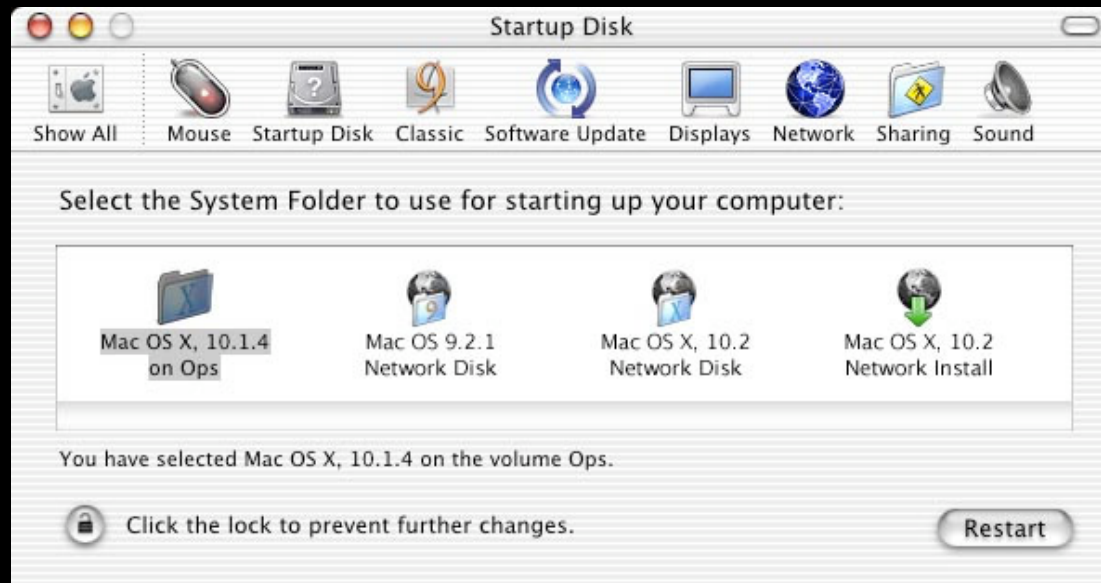 Startup Disk
Show All Mouse Startup Disk Classic Software Update Displays Network Sharing Sound
Select the System Folder to use for starting up your computer:
Mac OS X, 10.1.4 on Ops
Mac OS 9.2.1 Network Disk
Mac OS X, 10.2 Network Disk
Mac OS X, 10.2 Network Install
You have selected Mac OS X, 10.1.4 on the volume Ops.
Click the lock to prevent further changes.
Restart